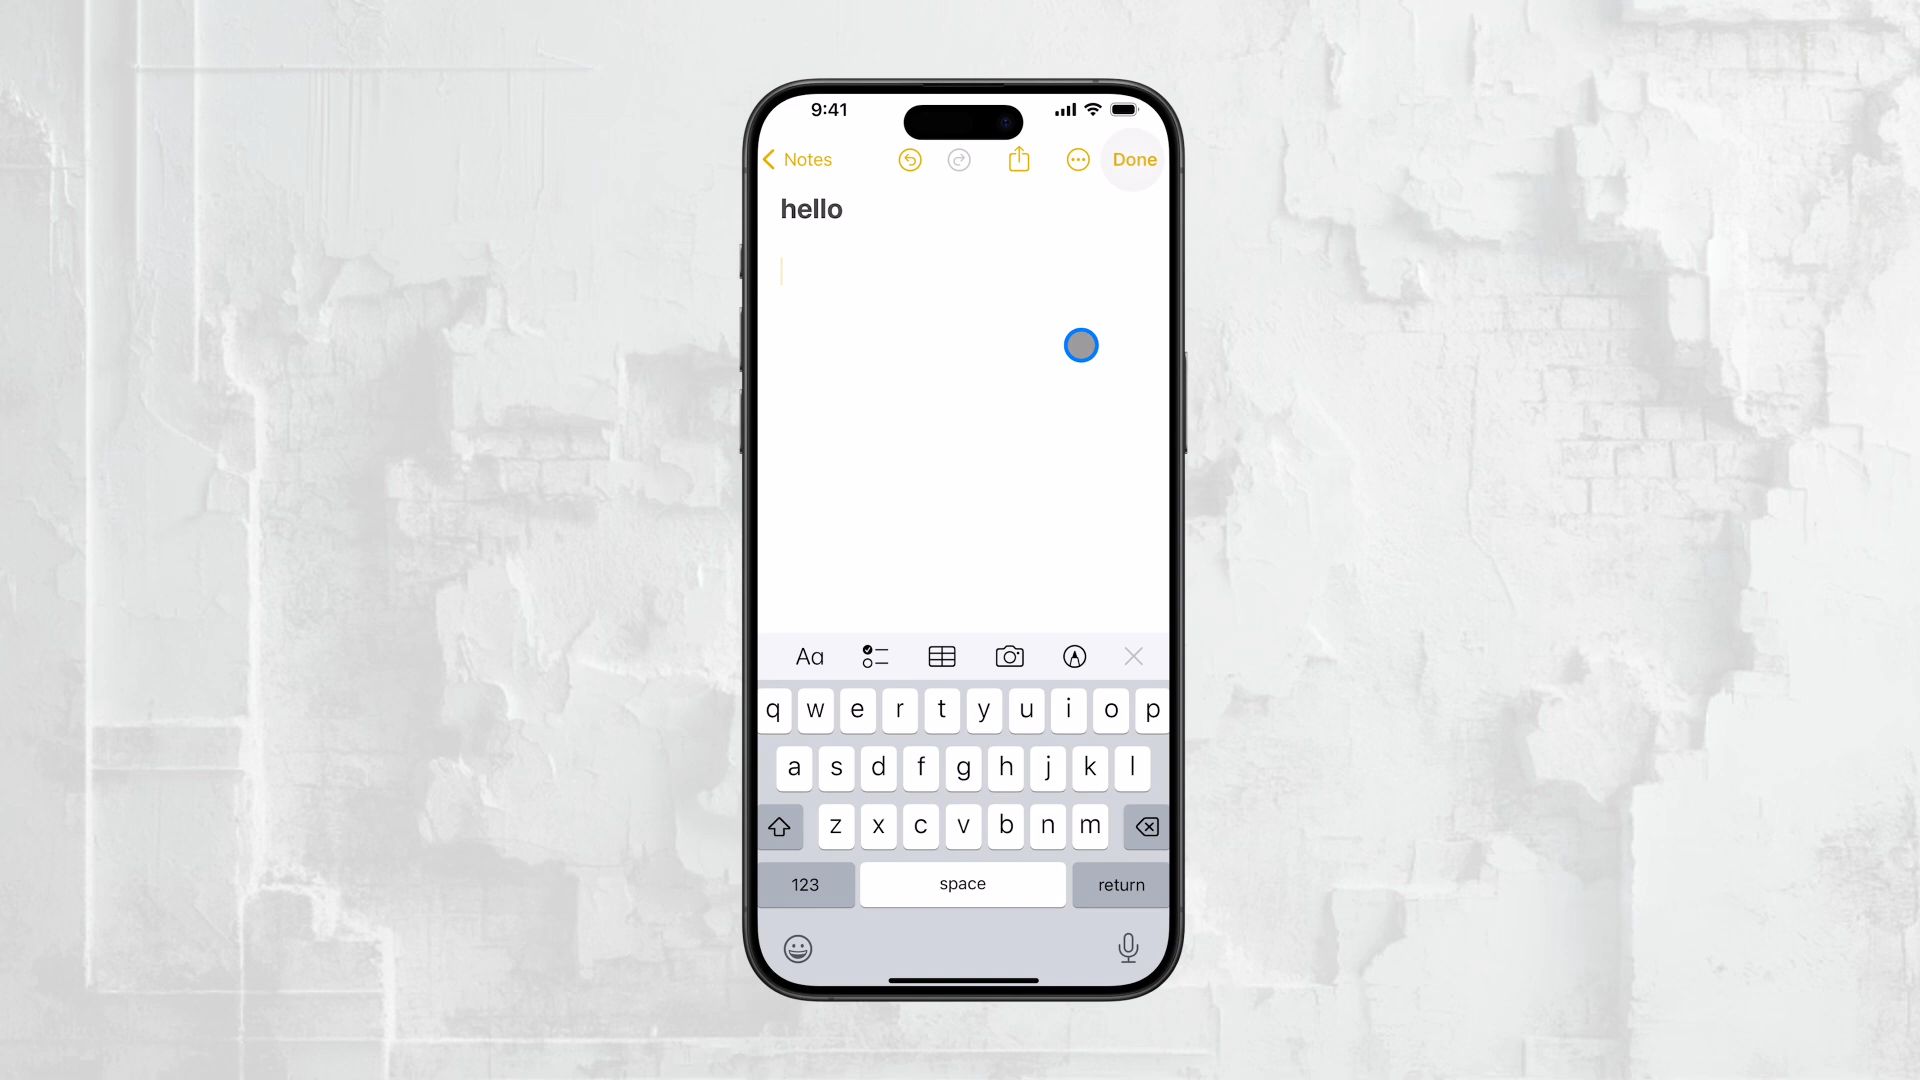 9:41
Notes
Done
hello
Aa
q w e r t y u i o p
a s d f g h j k l
z x c v b n m
123 space return